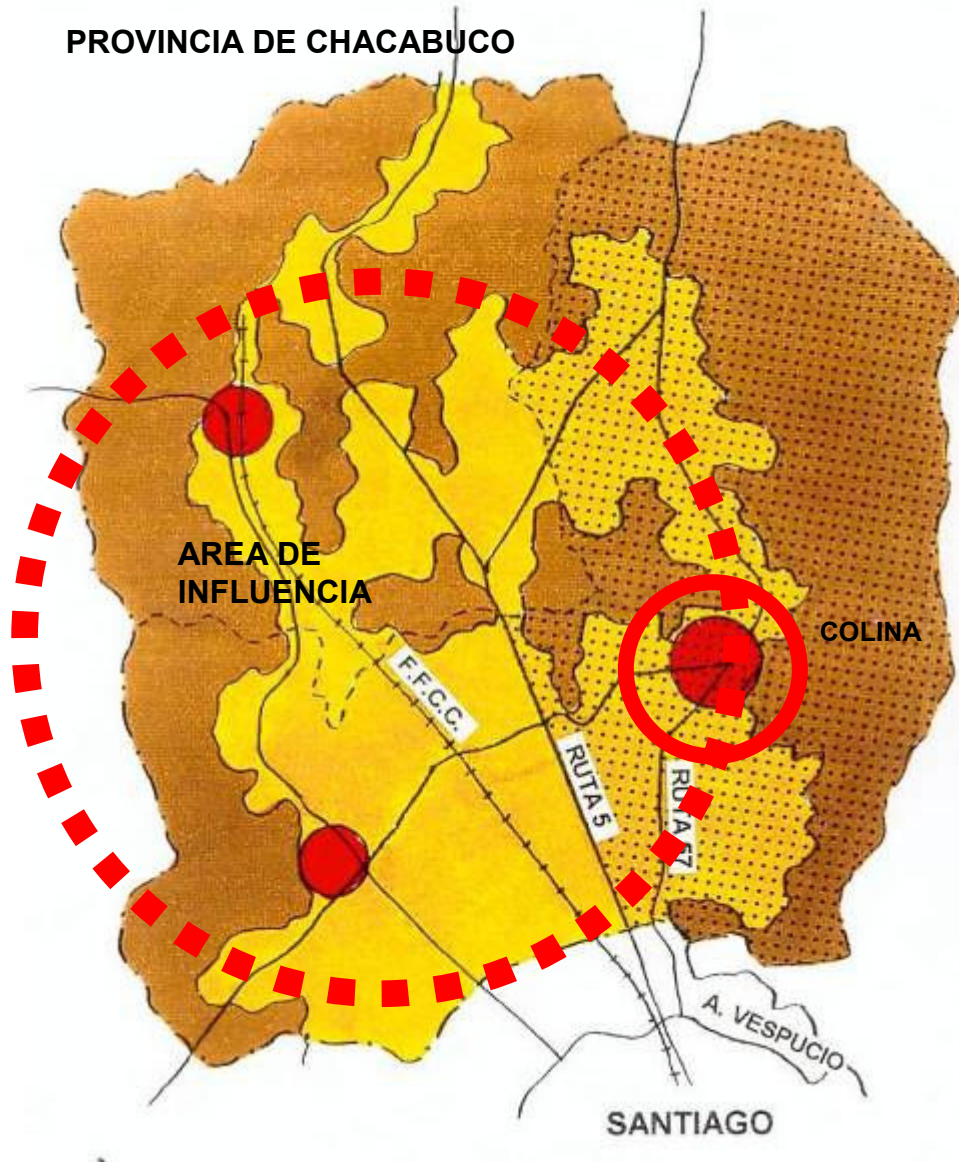 PROVINCIA DE CHACABUCO
AREA DE
INFLUENCIA
COLINA
F.F.C.C.
RUTA 5
RUTA 57
A. VESPUCIO
SANTIAGO